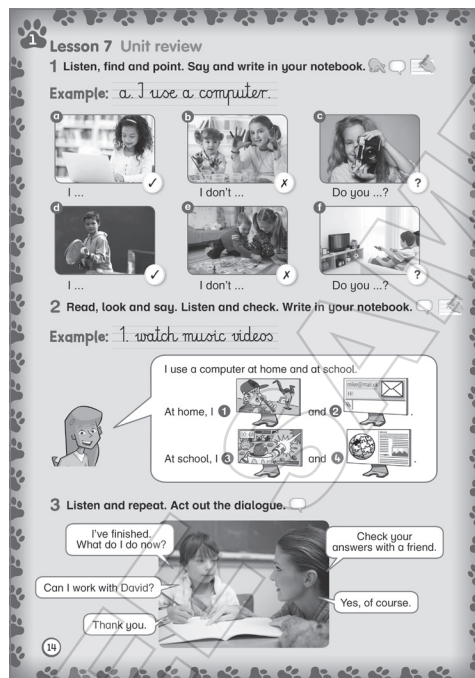 1
Lesson 7 Unit review
1 Listen, find and point. Say and write in your notebook.
Example: a. I use a computer.
a
b
c
I ... ✓
I don't ... ✗
Do you ...? ?
d
e
f
I ... ✓
I don't ... ✗
Do you ...? ?
2 Read, look and say. Listen and check. Write in your notebook.
Example: 1. watch music videos
I use a computer at home and at school.
At home, I 1 and 2 .
Hi!
At school, I 3 and 4 .
3 Listen and repeat. Act out the dialogue.
I've finished.
What do I do now?
Check your
answers with a friend.
Can I work with David?
Yes, of course.
Thank you.
14
SAM